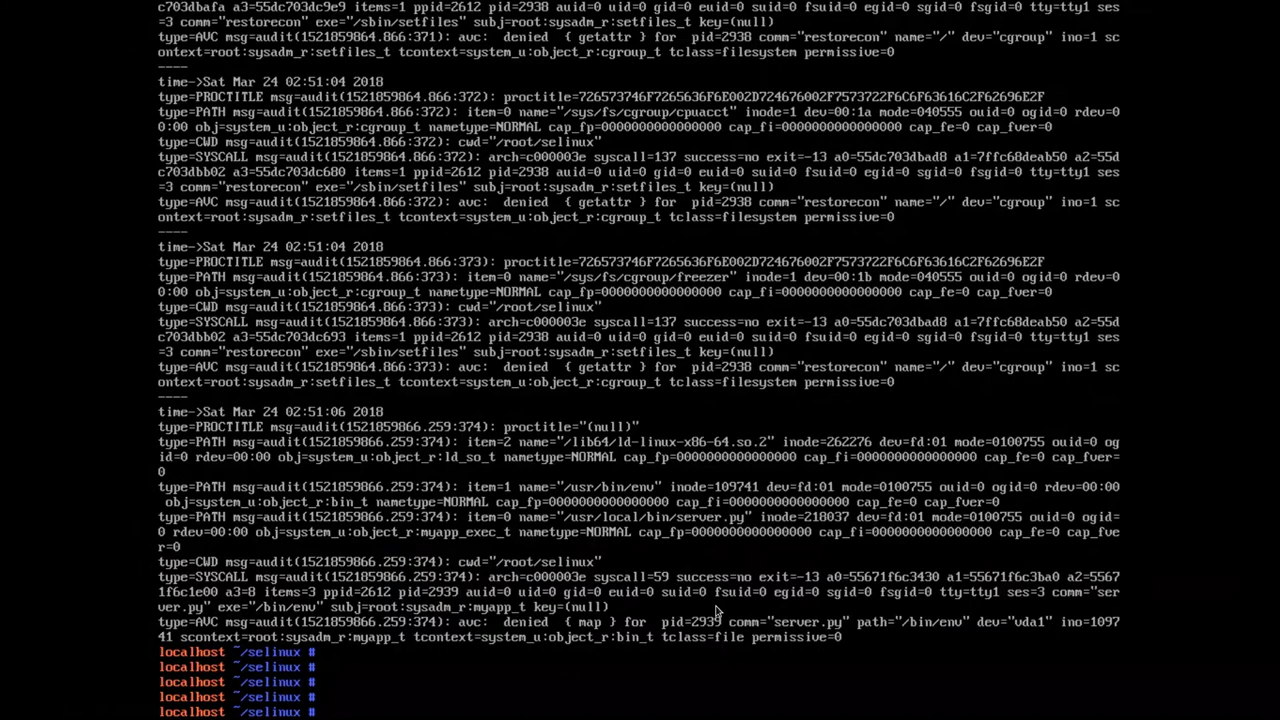 c703dbafa a3=55dc703dc9e9 items=1 ppid=2612 pid=2938 auid=0 uid=0 gid=0 euid=0 suid=0 fsuid=0 egid=0 sgid=0 fsgid=0 tty=tty1 ses
=3 comm="restorecon" exe="/sbin/setfiles" subj=root:sysadm_r:setfiles_t key=(null)
type=AVC msg=audit(1521859864.866:371): avc:  denied  { getattr } for  pid=2938 comm="restorecon" name="/" dev="cgroup" ino=1 sc
ontext=root:sysadm_r:setfiles_t tcontext=system_u:object_r:cgroup_t tclass=filesystem permissive=0
----
time->Sat Mar 24 02:51:04 2018
type=PROCTITLE msg=audit(1521859864.866:372): proctitle=726573746F7265636F6E002D724676002F7573722F6C6F63616C2F62696E2F
type=PATH msg=audit(1521859864.866:372): item=0 name="/sys/fs/cgroup/cpuacct" inode=1 dev=00:1a mode=040555 ouid=0 ogid=0 rdev=0
0:00 obj=system_u:object_r:cgroup_t nametype=NORMAL cap_fp=0000000000000000 cap_fi=0000000000000000 cap_fe=0 cap_fver=0
type=CWD msg=audit(1521859864.866:372): cwd="/root/selinux"
type=SYSCALL msg=audit(1521859864.866:372): arch=c000003e syscall=137 success=no exit=-13 a0=55dc703dbad8 a1=7ffc68deab50 a2=55d
c703dbb02 a3=55dc703dc680 items=1 ppid=2612 pid=2938 auid=0 uid=0 gid=0 euid=0 suid=0 fsuid=0 egid=0 sgid=0 fsgid=0 tty=tty1 ses
=3 comm="restorecon" exe="/sbin/setfiles" subj=root:sysadm_r:setfiles_t key=(null)
type=AVC msg=audit(1521859864.866:372): avc:  denied  { getattr } for  pid=2938 comm="restorecon" name="/" dev="cgroup" ino=1 sc
ontext=root:sysadm_r:setfiles_t tcontext=system_u:object_r:cgroup_t tclass=filesystem permissive=0
----
time->Sat Mar 24 02:51:04 2018
type=PROCTITLE msg=audit(1521859864.866:373): proctitle=726573746F7265636F6E002D724676002F7573722F6C6F63616C2F62696E2F
type=PATH msg=audit(1521859864.866:373): item=0 name="/sys/fs/cgroup/freezer" inode=1 dev=00:1b mode=040555 ouid=0 ogid=0 rdev=0
0:00 obj=system_u:object_r:cgroup_t nametype=NORMAL cap_fp=0000000000000000 cap_fi=0000000000000000 cap_fe=0 cap_fver=0
type=CWD msg=audit(1521859864.866:373): cwd="/root/selinux"
type=SYSCALL msg=audit(1521859864.866:373): arch=c000003e syscall=137 success=no exit=-13 a0=55dc703dbad8 a1=7ffc68deab50 a2=55d
c703dbb02 a3=55dc703dc693 items=1 ppid=2612 pid=2938 auid=0 uid=0 gid=0 euid=0 suid=0 fsuid=0 egid=0 sgid=0 fsgid=0 tty=tty1 ses
=3 comm="restorecon" exe="/sbin/setfiles" subj=root:sysadm_r:setfiles_t key=(null)
type=AVC msg=audit(1521859864.866:373): avc:  denied  { getattr } for  pid=2938 comm="restorecon" name="/" dev="cgroup" ino=1 sc
ontext=root:sysadm_r:setfiles_t tcontext=system_u:object_r:cgroup_t tclass=filesystem permissive=0
----
time->Sat Mar 24 02:51:06 2018
type=PROCTITLE msg=audit(1521859866.259:374): proctitle="(null)"
type=PATH msg=audit(1521859866.259:374): item=2 name="/lib64/ld-linux-x86-64.so.2" inode=262276 dev=fd:01 mode=0100755 ouid=0 og
id=0 rdev=00:00 obj=system_u:object_r:ld_so_t nametype=NORMAL cap_fp=0000000000000000 cap_fi=0000000000000000 cap_fe=0 cap_fver=
0
type=PATH msg=audit(1521859866.259:374): item=1 name="/usr/bin/env" inode=109741 dev=fd:01 mode=0100755 ouid=0 ogid=0 rdev=00:00
 obj=system_u:object_r:bin_t nametype=NORMAL cap_fp=0000000000000000 cap_fi=0000000000000000 cap_fe=0 cap_fver=0
type=PATH msg=audit(1521859866.259:374): item=0 name="/usr/local/bin/server.py" inode=218037 dev=fd:01 mode=0100755 ouid=0 ogid=
0 rdev=00:00 obj=system_u:object_r:myapp_exec_t nametype=NORMAL cap_fp=0000000000000000 cap_fi=0000000000000000 cap_fe=0 cap_fve
r=0
type=CWD msg=audit(1521859866.259:374): cwd="/root/selinux"
type=SYSCALL msg=audit(1521859866.259:374): arch=c000003e syscall=59 success=no exit=-13 a0=55671f6c3430 a1=55671f6c3ba0 a2=5567
1f6c1e00 a3=8 items=3 ppid=2612 pid=2939 auid=0 uid=0 gid=0 euid=0 suid=0 fsuid=0 egid=0 sgid=0 fsgid=0 tty=tty1 ses=3 comm="ser
ver.py" exe="/bin/env" subj=root:sysadm_r:myapp_t key=(null)
type=AVC msg=audit(1521859866.259:374): avc:  denied  { map } for  pid=2939 comm="server.py" path="/bin/env" dev="vda1" ino=1097
41 scontext=root:sysadm_r:myapp_t tcontext=system_u:object_r:bin_t tclass=file permissive=0
localhost ~/selinux #
localhost ~/selinux #
localhost ~/selinux #
localhost ~/selinux #
localhost ~/selinux #